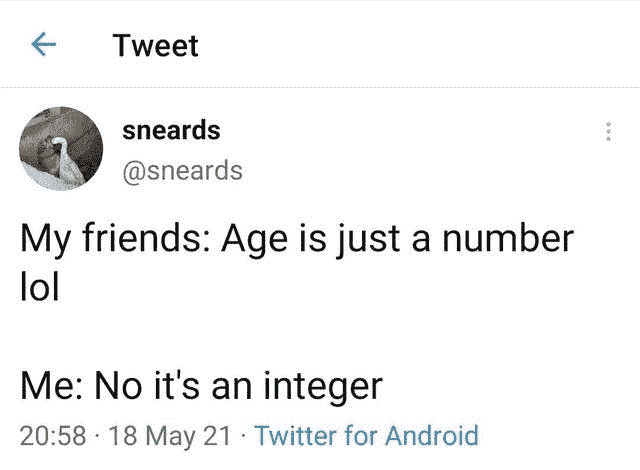 Tweet
sneards
@sneards
My friends: Age is just a number
lol
Me: No it's an integer
20:58 · 18 May 21 · Twitter for Android